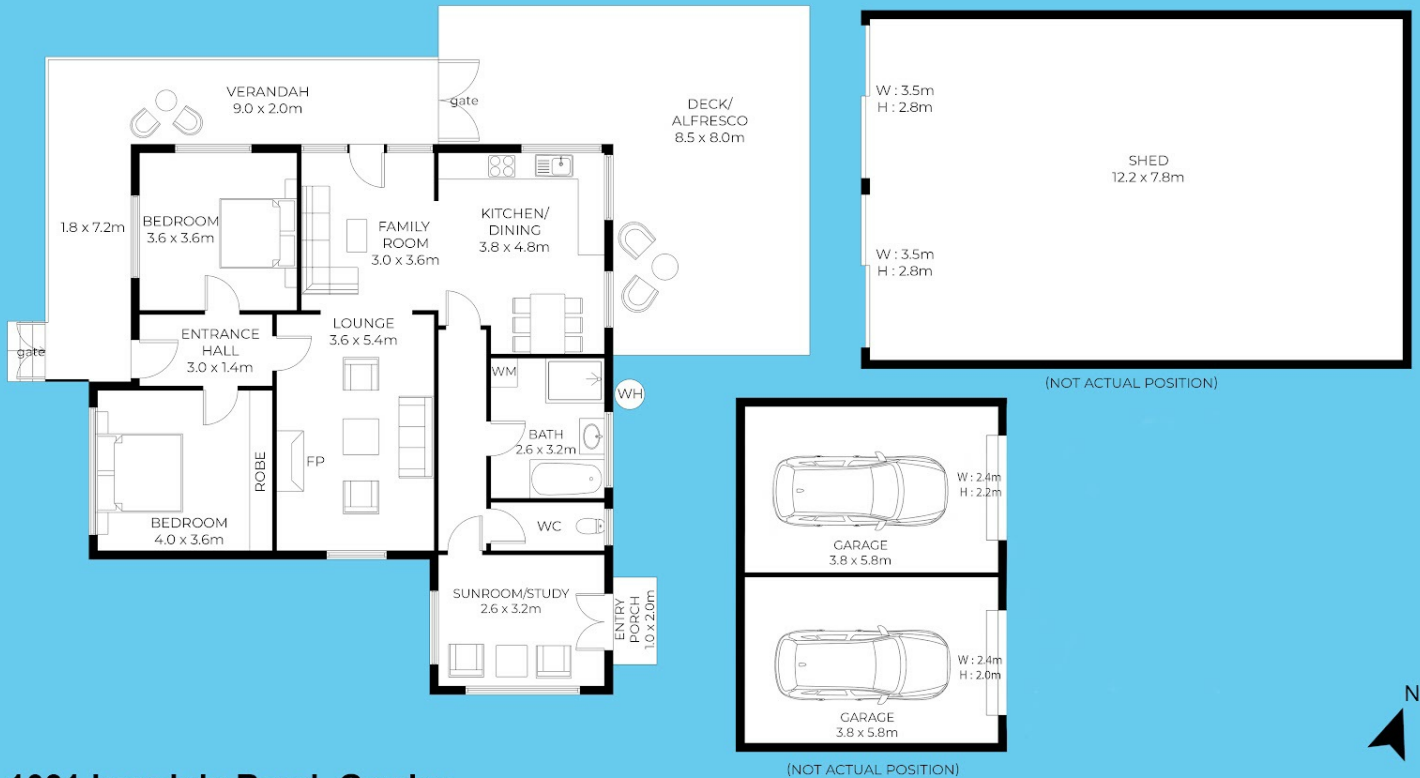 VERANDAH
9.0 x 2.0m
gate
DECK/
ALFRESCO
8.5 x 8.0m
1.8 x 7.2m
BEDROOM
3.6 x 3.6m
FAMILY
ROOM
3.0 x 3.6m
KITCHEN/
DINING
3.8 x 4.8m
gate
ENTRANCE
HALL
3.0 x 1.4m
LOUNGE
3.6 x 5.4m
WM
WH
BATH
2.6 x 3.2m
FP
ROBE
BEDROOM
4.0 x 3.6m
WC
SUNROOM/STUDY
2.6 x 3.2m
ENTRY
PORCH
1.0 x 2.0m
W : 3.5m
H : 2.8m
SHED
12.2 x 7.8m
W : 3.5m
H : 2.8m
(NOT ACTUAL POSITION)
W : 2.4m
H : 2.2m
GARAGE
3.8 x 5.8m
W : 2.4m
H : 2.0m
GARAGE
3.8 x 5.8m
(NOT ACTUAL POSITION)
N